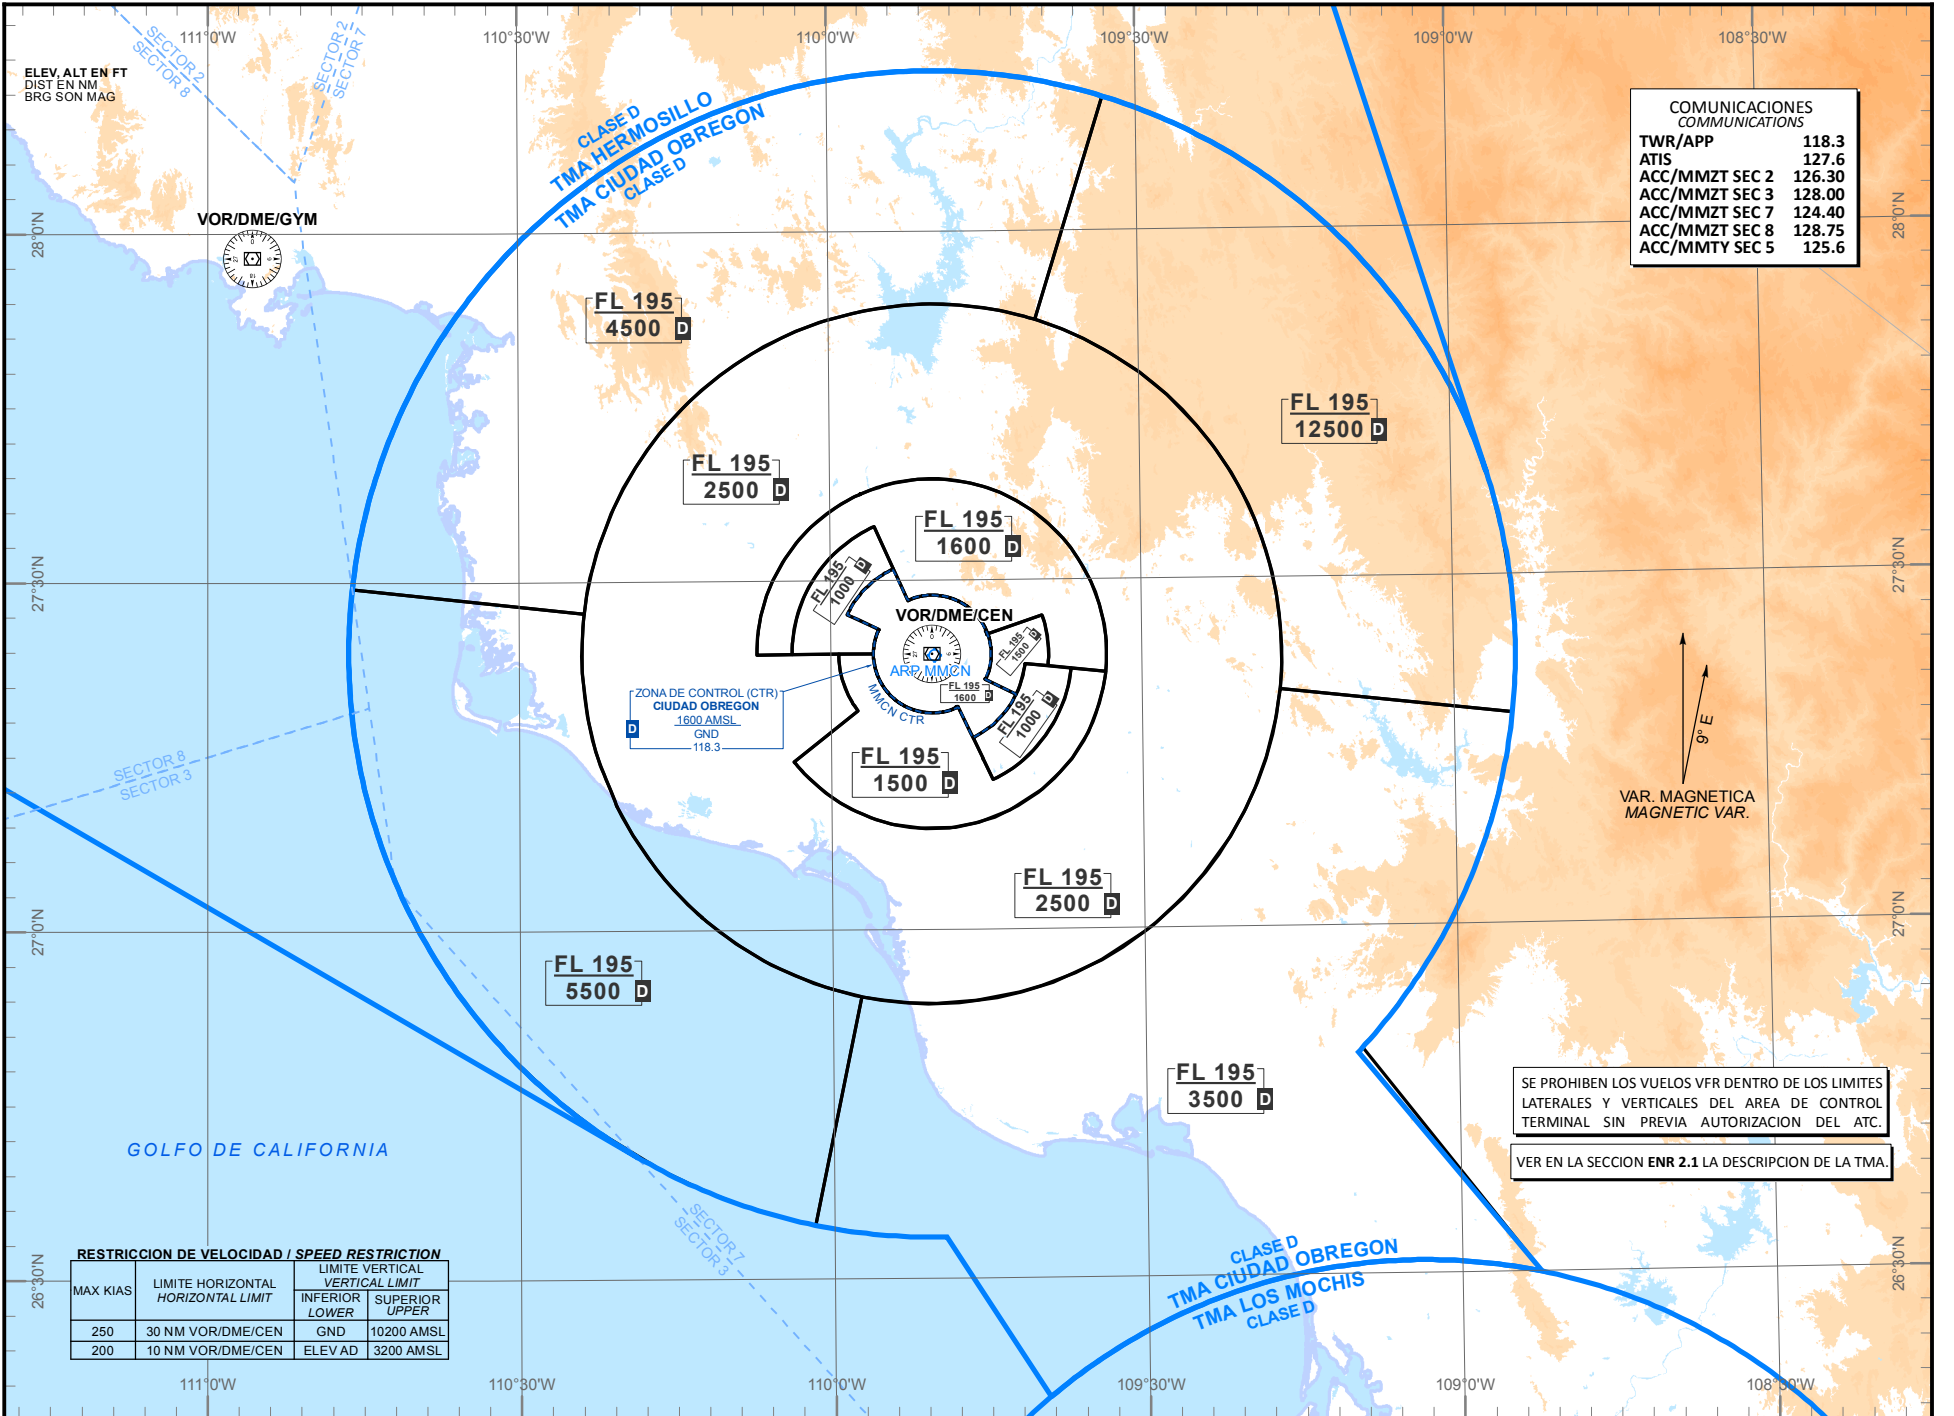 111°0'W
110°30'W
110°0'W
109°30'W
109°0'W
108°30'W
ELEV, ALT EN FT
DIST EN NM
BRG SON MAG
SECTOR 2
SECTOR 8
SECTOR 2
SECTOR 7
CLASE D
TMA HERMOSILLO
TMA CIUDAD OBREGON
CLASE D
COMUNICACIONES
COMMUNICATIONS
TWR/APP 118.3
ATIS 127.6
ACC/MMZT SEC 2 126.30
ACC/MMZT SEC 3 128.00
ACC/MMZT SEC 7 124.40
ACC/MMZT SEC 8 128.75
ACC/MMTY SEC 5 125.6
28°0'N
28°0'N
VOR/DME/GYM
FL 195
4500 D
FL 195
12500 D
FL 195
2500 D
FL 195
1600 D
27°30'N
27°30'N
FL 195
1000 D
VOR/DME/CEN
ARP MMCN
FL 195
1500 D
FL 195
1600 D
FL 195
1000 D
MMCN CTR
ZONA DE CONTROL (CTR)
CIUDAD OBREGON
D 1600 AMSL
GND
118.3
FL 195
1500 D
SECTOR 8
SECTOR 3
9° E
VAR. MAGNETICA
MAGNETIC VAR.
FL 195
2500 D
27°0'N
27°0'N
FL 195
5500 D
FL 195
3500 D
SE PROHIBEN LOS VUELOS VFR DENTRO DE LOS LIMITES
LATERALES Y VERTICALES DEL AREA DE CONTROL
TERMINAL SIN PREVIA AUTORIZACION DEL ATC.
VER EN LA SECCION ENR 2.1 LA DESCRIPCION DE LA TMA.
GOLFO DE CALIFORNIA
SECTOR 7
SECTOR 3
CLASE D
TMA CIUDAD OBREGON
TMA LOS MOCHIS
CLASE D
26°30'N
26°30'N
RESTRICCION DE VELOCIDAD / SPEED RESTRICTION
MAX KIAS
LIMITE HORIZONTAL
HORIZONTAL LIMIT
LIMITE VERTICAL
VERTICAL LIMIT
INFERIOR
LOWER
SUPERIOR
UPPER
250 30 NM VOR/DME/CEN GND 10200 AMSL
200 10 NM VOR/DME/CEN ELEV AD 3200 AMSL
111°0'W
110°30'W
110°0'W
109°30'W
109°0'W
108°30'W